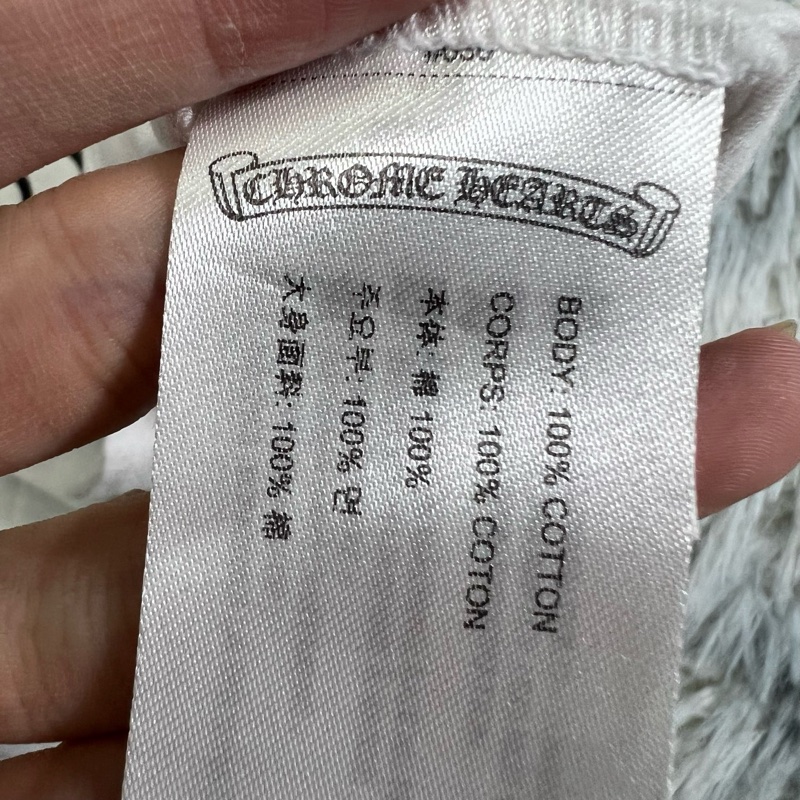 CHROME HEARTS
BODY: 100% COTTON
CORPS: 100% COTON
本体: 棉 100%
주요부: 100% 면
大身面料: 100% 棉